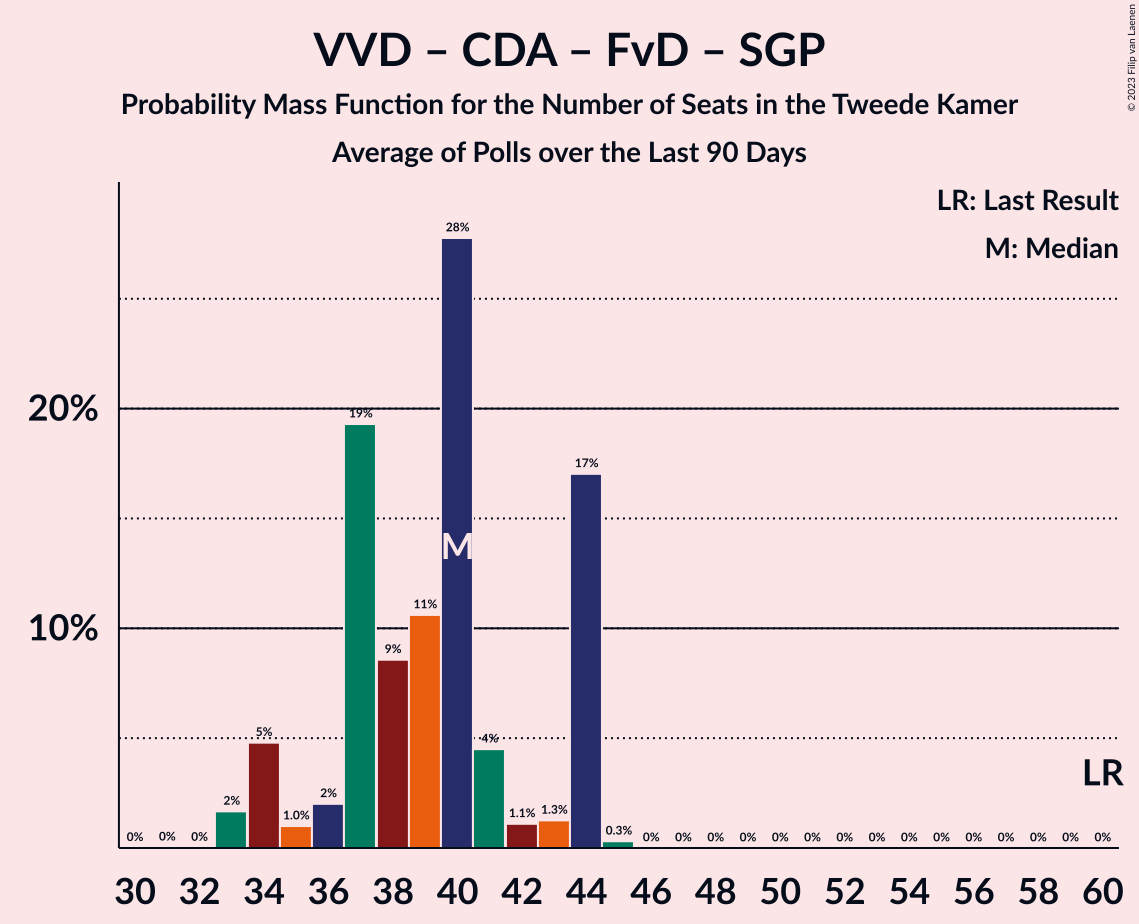 VVD – CDA – FvD – SGP
Probability Mass Function for the Number of Seats in the Tweede Kamer
Average of Polls over the Last 90 Days
© 2023 Filip van Laenen
LR: Last Result
M: Median
20%
10%
0% 0% 0% 2% 5% 1.0% 2% 19% 9% 11% 28% 4% 1.1% 1.3% 17% 0.3% 0% 0% 0% 0% 0% 0% 0% 0% 0% 0% 0% 0% 0% 0% 0%
M
LR
30 32 34 36 38 40 42 44 46 48 50 52 54 56 58 60